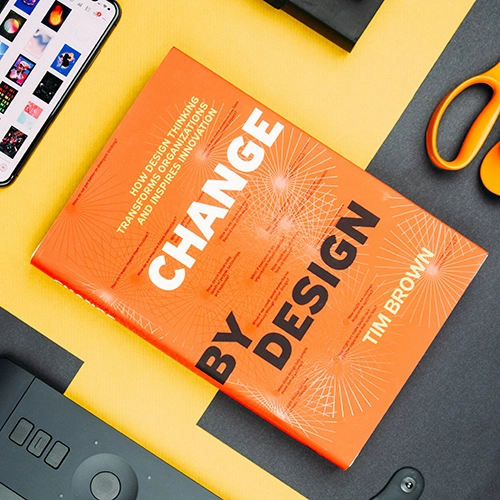 HOW DESIGN THINKING
TRANSFORMS ORGANIZATIONS
AND INSPIRES INNOVATION
CHANGE
BY
DESIGN
TIM BROWN